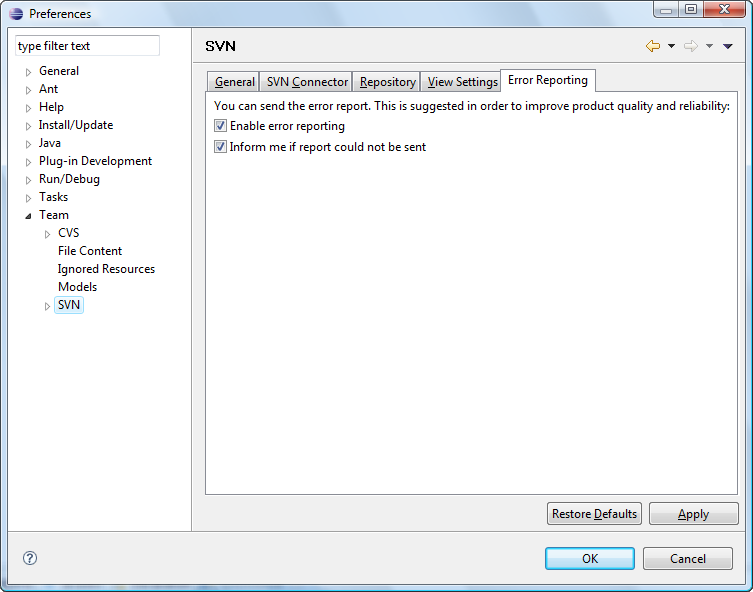 Preferences
type filter text
General
Ant
Help
Install/Update
Java
Plug-in Development
Run/Debug
Tasks
Team
CVS
File Content
Ignored Resources
Models
SVN
SVN
General SVN Connector Repository View Settings Error Reporting
You can send the error report. This is suggested in order to improve product quality and reliability:
Enable error reporting
Inform me if report could not be sent
Restore Defaults Apply
OK Cancel